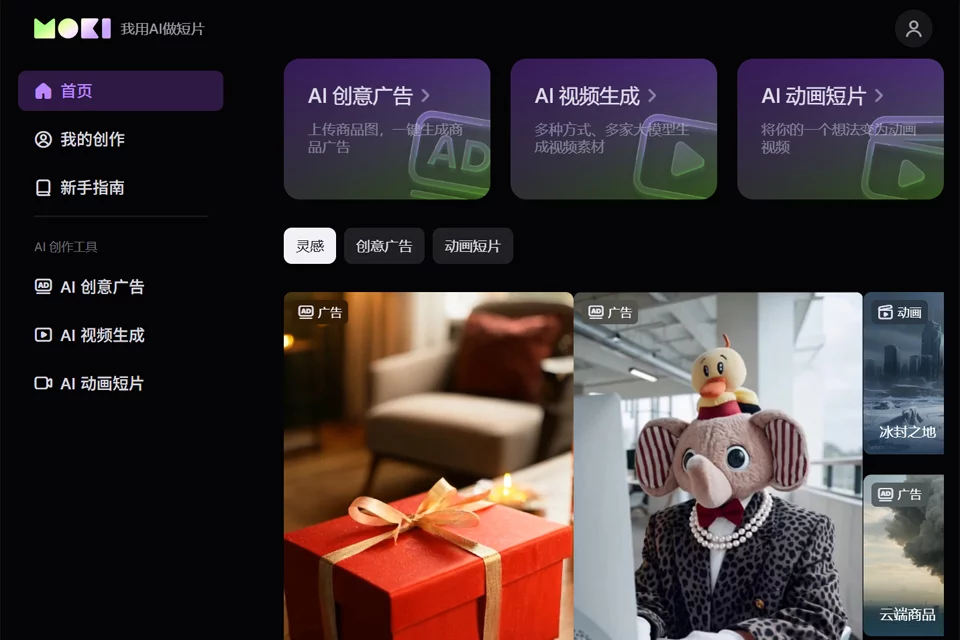 MOKI 我用AI做短片
首页
我的创作
新手指南
AI 创作工具
AI 创意广告
AI 视频生成
AI 动画短片
AI 创意广告
上传商品图，一键生成商
品广告
AD
AI 视频生成
多种方式、多家大模型生
成视频素材
AI 动画短片
将你的一个想法变为动画
视频
灵感
创意广告
动画短片
AD 广告
AD 广告
动画
冰封之地
AD 广告
云端商品